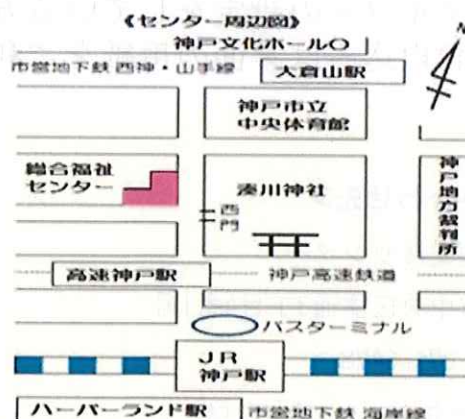 《センター周辺図》
神戸文化ホール○
N
市営地下鉄 西神・山手線
大倉山駅
神戸市立
中央体育館
総合福祉
センター
湊川神社
神戸地方裁判所
西門
高速神戸駅
神戸高速鉄道
バスターミナル
JR
神戸駅
ハーバーランド駅
市営地下鉄 海岸線